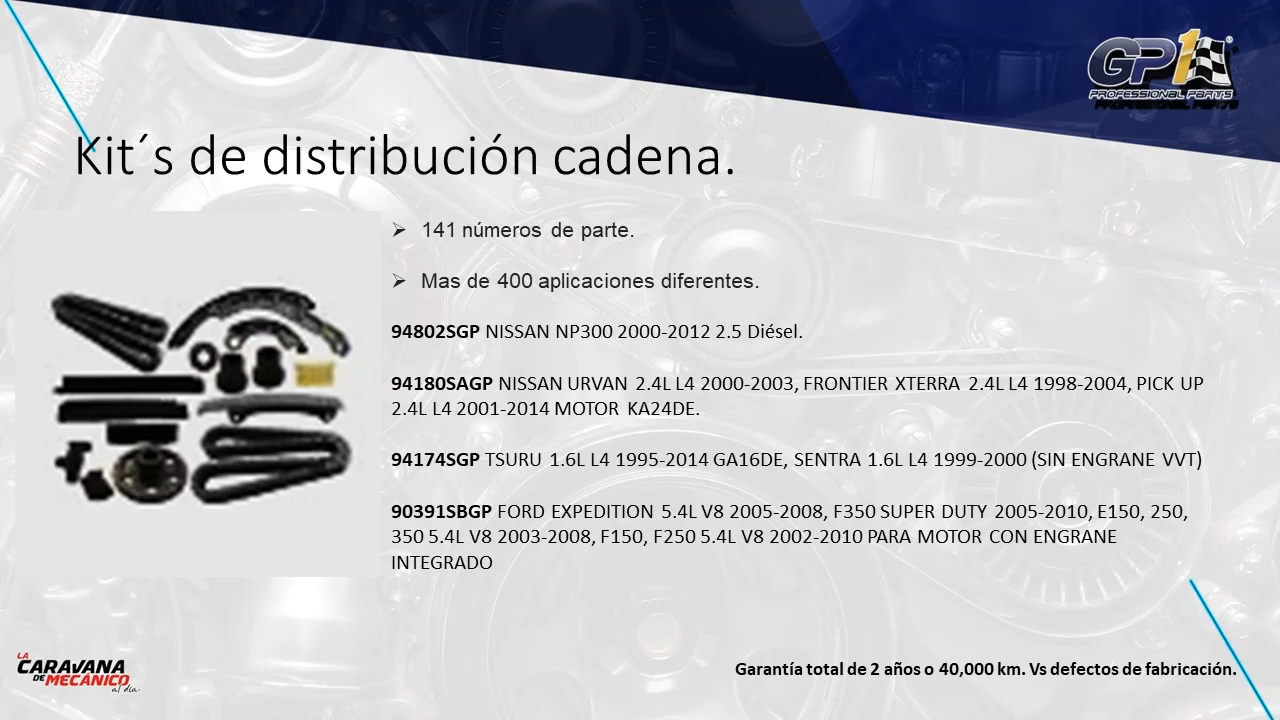 GP1®
PROFESSIONAL PARTS
Kit´s de distribución cadena.
141 números de parte.
Mas de 400 aplicaciones diferentes.
94802SGP NISSAN NP300 2000-2012 2.5 Diésel.
94180SAGP NISSAN URVAN 2.4L L4 2000-2003, FRONTIER XTERRA 2.4L L4 1998-2004, PICK UP
2.4L L4 2001-2014 MOTOR KA24DE.
94174SGP TSURU 1.6L L4 1995-2014 GA16DE, SENTRA 1.6L L4 1999-2000 (SIN ENGRANE VVT)
90391SBGP FORD EXPEDITION 5.4L V8 2005-2008, F350 SUPER DUTY 2005-2010, E150, 250,
350 5.4L V8 2003-2008, F150, F250 5.4L V8 2002-2010 PARA MOTOR CON ENGRANE
INTEGRADO
LA
CARAVANA
DE MECÁNICO
al día.
Garantía total de 2 años o 40,000 km. Vs defectos de fabricación.